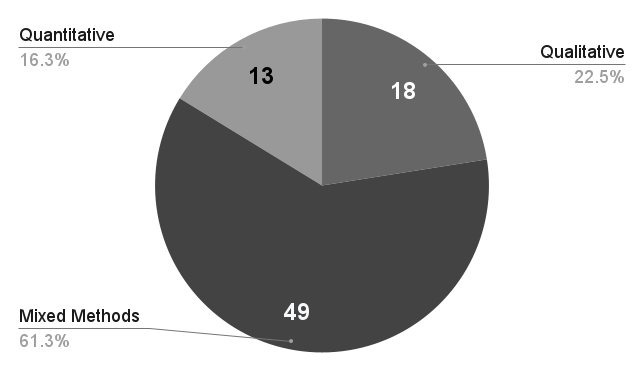 Quantitative
16.3%
13
Qualitative
22.5%
18
49
Mixed Methods
61.3%